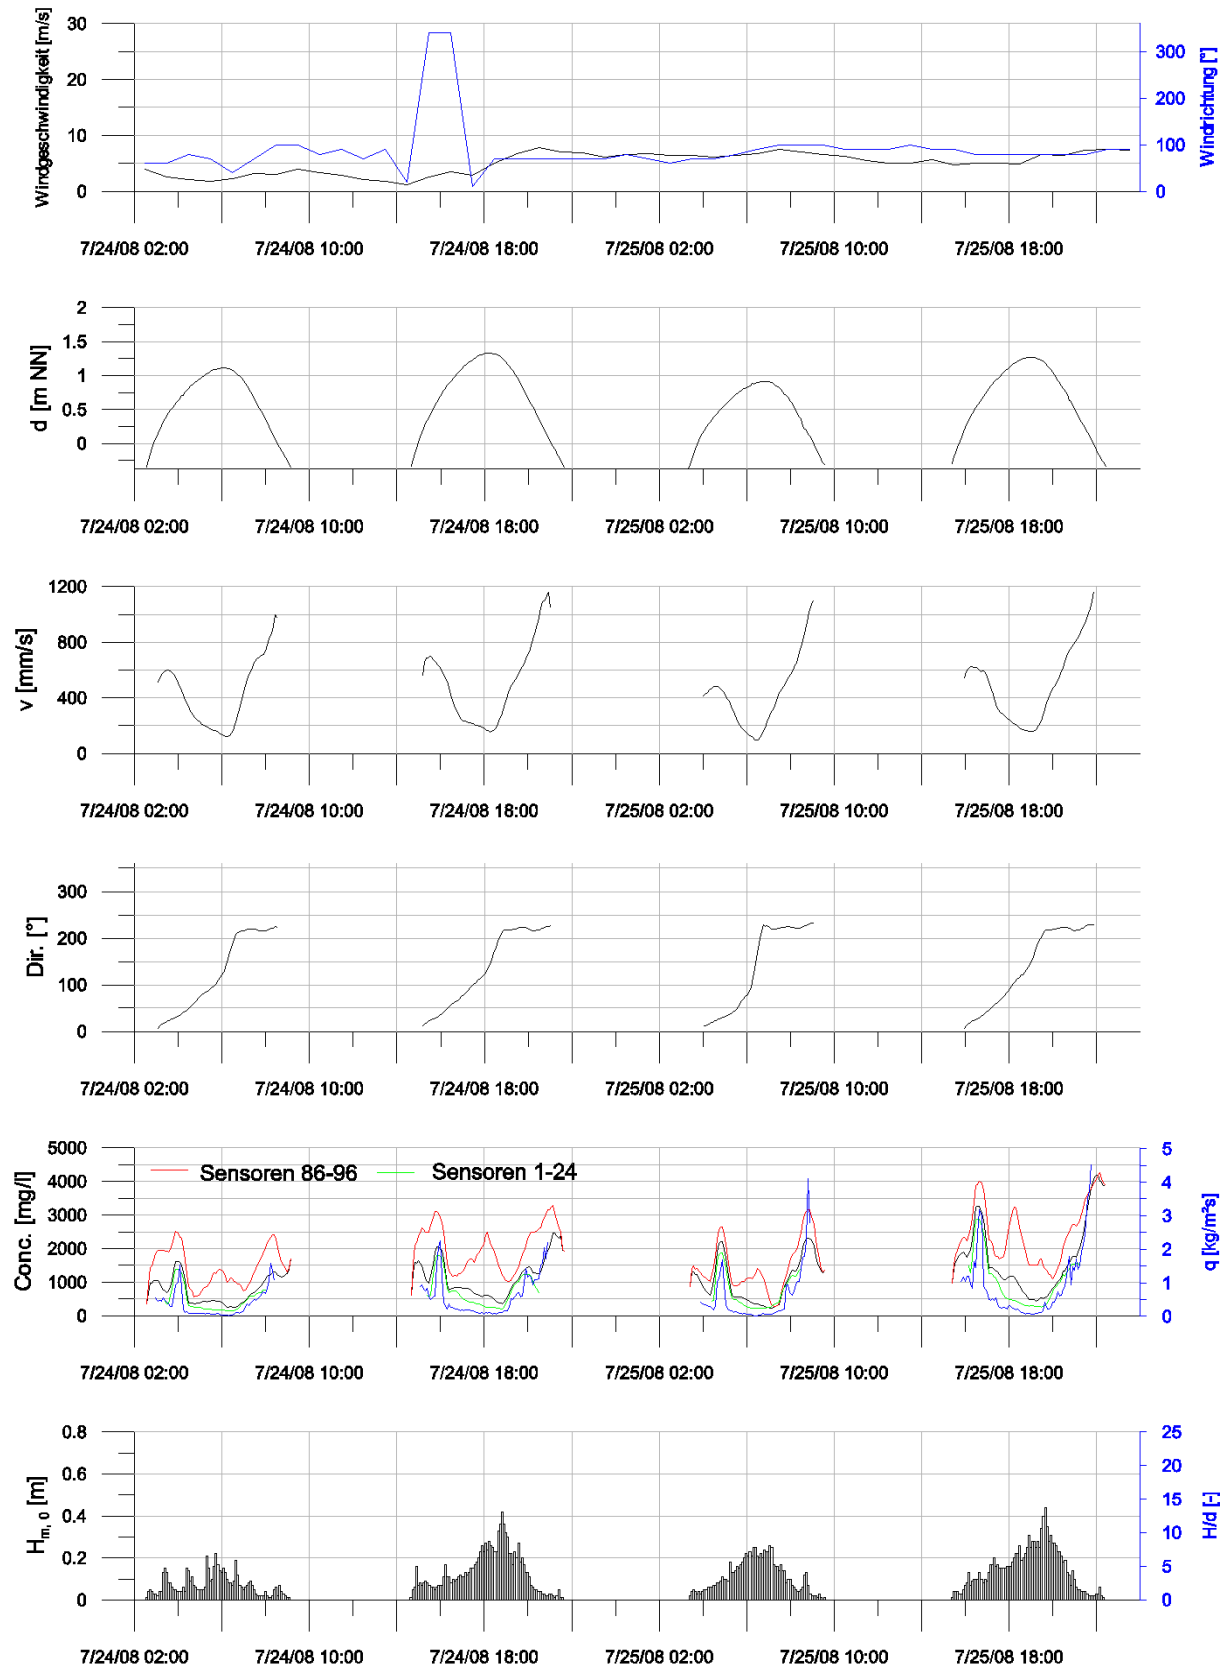 Windgeschwindigkeit [m/s]
30
20
10
0
300
200
100
0
Windrichtung [°]
7/24/08 02:00 7/24/08 10:00 7/24/08 18:00 7/25/08 02:00 7/25/08 10:00 7/25/08 18:00
d [m NN]
2
1.5
1
0.5
0
7/24/08 02:00 7/24/08 10:00 7/24/08 18:00 7/25/08 02:00 7/25/08 10:00 7/25/08 18:00
v [mm/s]
1200
800
400
0
7/24/08 02:00 7/24/08 10:00 7/24/08 18:00 7/25/08 02:00 7/25/08 10:00 7/25/08 18:00
Dir. [°]
300
200
100
0
7/24/08 02:00 7/24/08 10:00 7/24/08 18:00 7/25/08 02:00 7/25/08 10:00 7/25/08 18:00
Conc. [mg/l]
5000
4000
3000
2000
1000
0
Sensoren 86-96 Sensoren 1-24
5
4
3
2
1
0
q [kg/m²s]
7/24/08 02:00 7/24/08 10:00 7/24/08 18:00 7/25/08 02:00 7/25/08 10:00 7/25/08 18:00
Hm, 0 [m]
0.8
0.6
0.4
0.2
0
25
20
15
10
5
0
H/d [-]
7/24/08 02:00 7/24/08 10:00 7/24/08 18:00 7/25/08 02:00 7/25/08 10:00 7/25/08 18:00